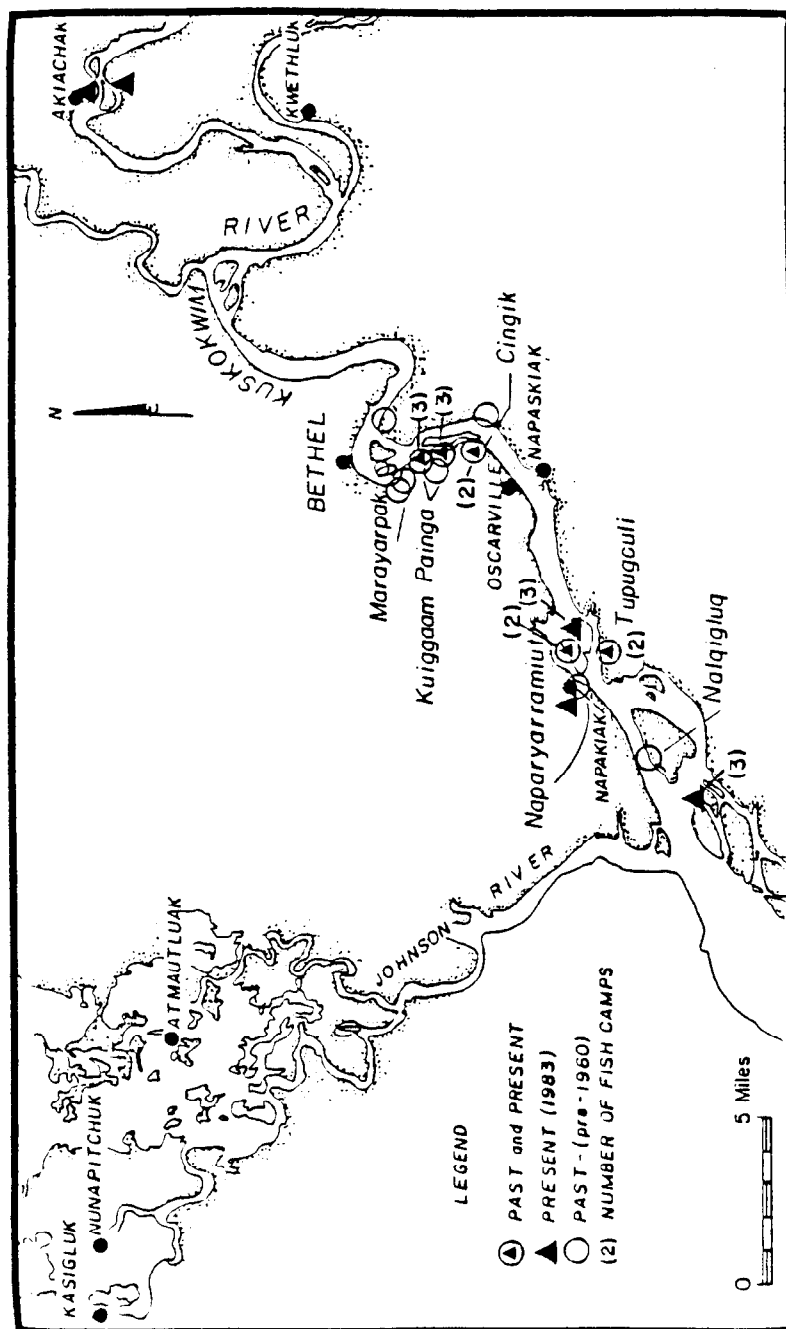 AKIACHAK
KWETHLUK
RIVER
KUSKOKWIM
N
BETHEL
Marayarpak
Kuiggaam Painga
(3)
(3)
(2)
Cingik
OSCARVILLE
NAPASKIAK
Naparyarramiut
(2)
(3)
NAPAKIAK
Tupugculi
(2)
Nalqigluq
(3)
JOHNSON RIVER
ATMAUTLUAK
NUNAPITCHUK
KASIGLUK
LEGEND
PAST and PRESENT
PRESENT (1983)
PAST-(pre-1960)
(2) NUMBER OF FISH CAMPS
0 5 Miles